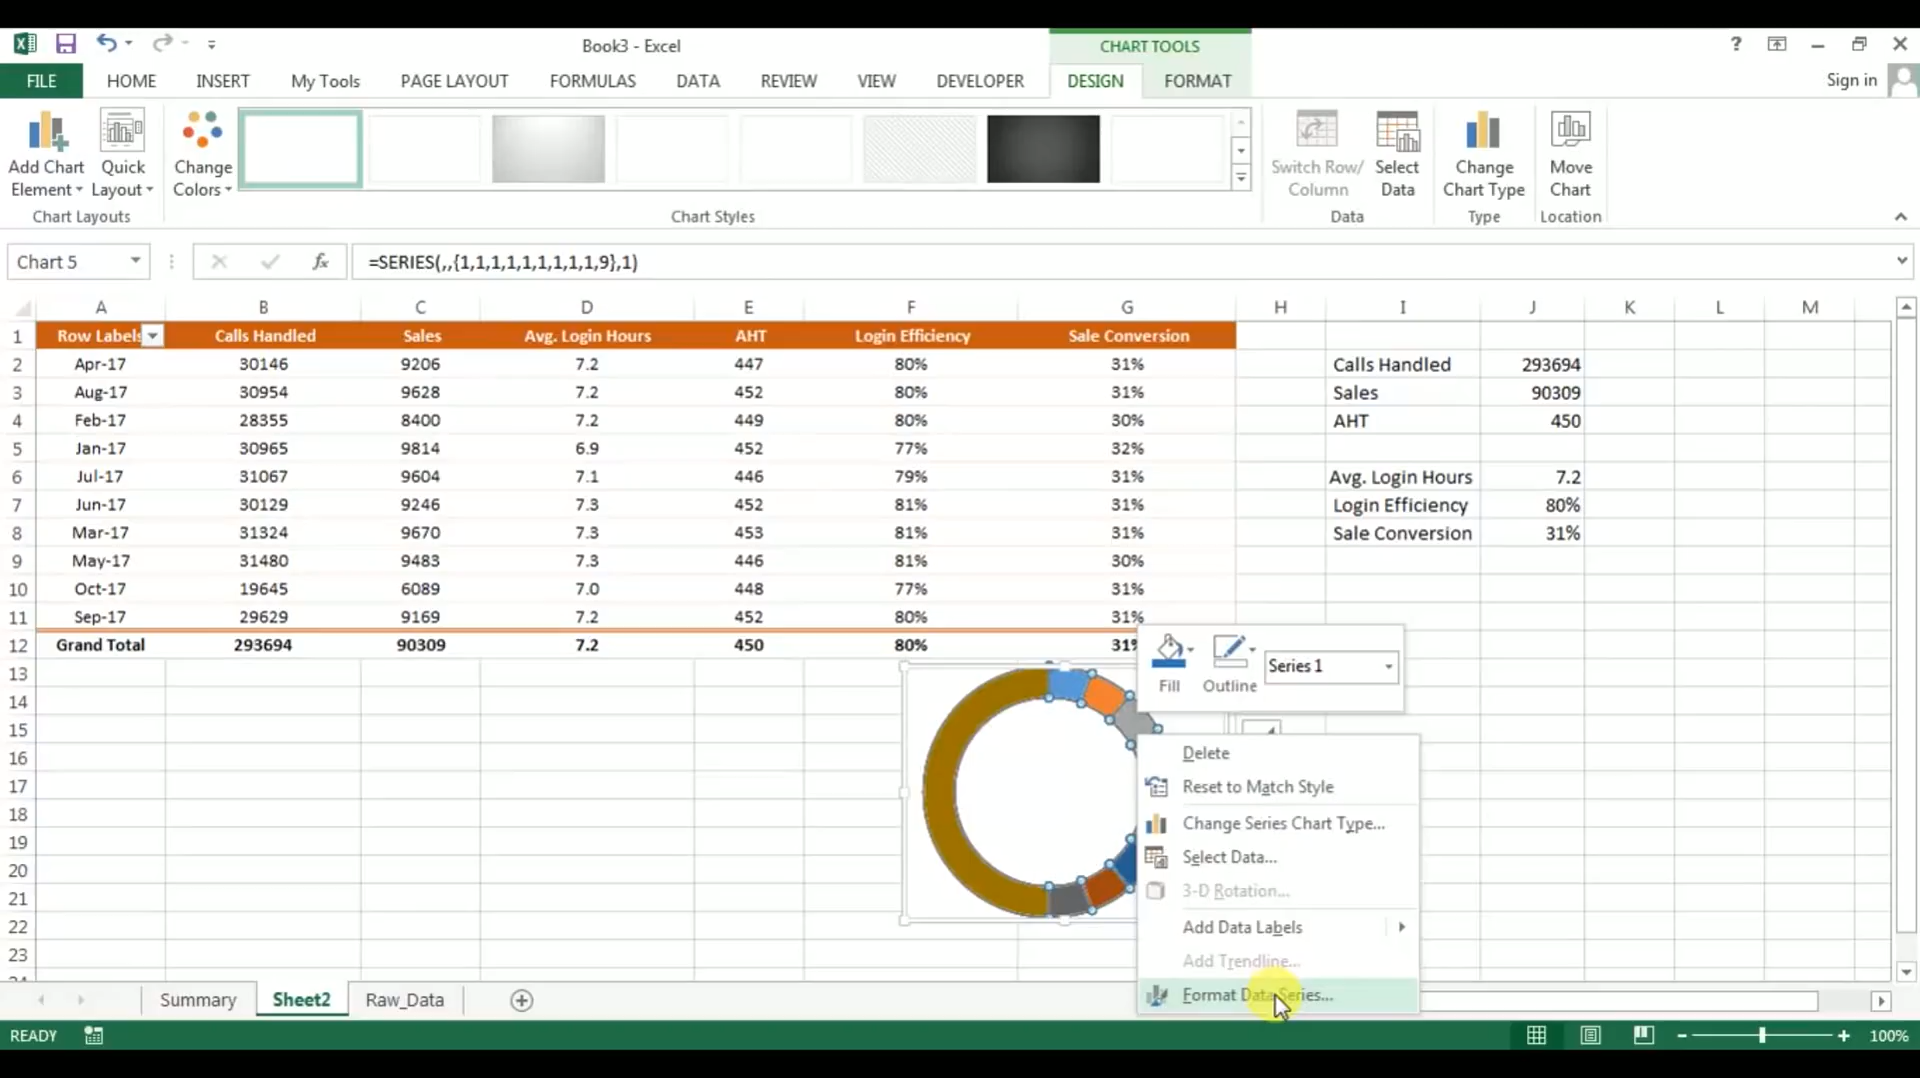 Book3 - Excel
CHART TOOLS
?
FILE
HOME
INSERT
My Tools
PAGE LAYOUT
FORMULAS
DATA
REVIEW
VIEW
DEVELOPER
DESIGN
FORMAT
Sign in
Add Chart Element
Quick Layout
Change Colors
Switch Row/ Column
Select Data
Change Chart Type
Move Chart
Chart Layouts
Chart Styles
Data
Type
Location
Chart 5
fx
=SERIES(,,{1,1,1,1,1,1,1,1,1,9},1)
A B C D E F G H I J K L M
1 Row Labels Calls Handled Sales Avg. Login Hours AHT Login Efficiency Sale Conversion
2 Apr-17 30146 9206 7.2 447 80% 31% Calls Handled 293694
3 Aug-17 30954 9628 7.2 452 80% 31% Sales 90309
4 Feb-17 28355 8400 7.2 449 80% 30% AHT 450
5 Jan-17 30965 9814 6.9 452 77% 32%
6 Jul-17 31067 9604 7.1 446 79% 31% Avg. Login Hours 7.2
7 Jun-17 30129 9246 7.3 452 81% 31% Login Efficiency 80%
8 Mar-17 31324 9670 7.3 453 81% 31% Sale Conversion 31%
9 May-17 31480 9483 7.3 446 81% 30%
10 Oct-17 19645 6089 7.0 448 77% 31%
11 Sep-17 29629 9169 7.2 452 80% 31%
12 Grand Total 293694 90309 7.2 450 80% 31%
13
14
15
16
17
18
19
20
21
22
23
Fill
Outline
Series 1
Delete
Reset to Match Style
Change Series Chart Type...
Select Data...
3-D Rotation...
Add Data Labels
Add Trendline...
Format Data Series...
Summary
Sheet2
Raw_Data
READY
100%